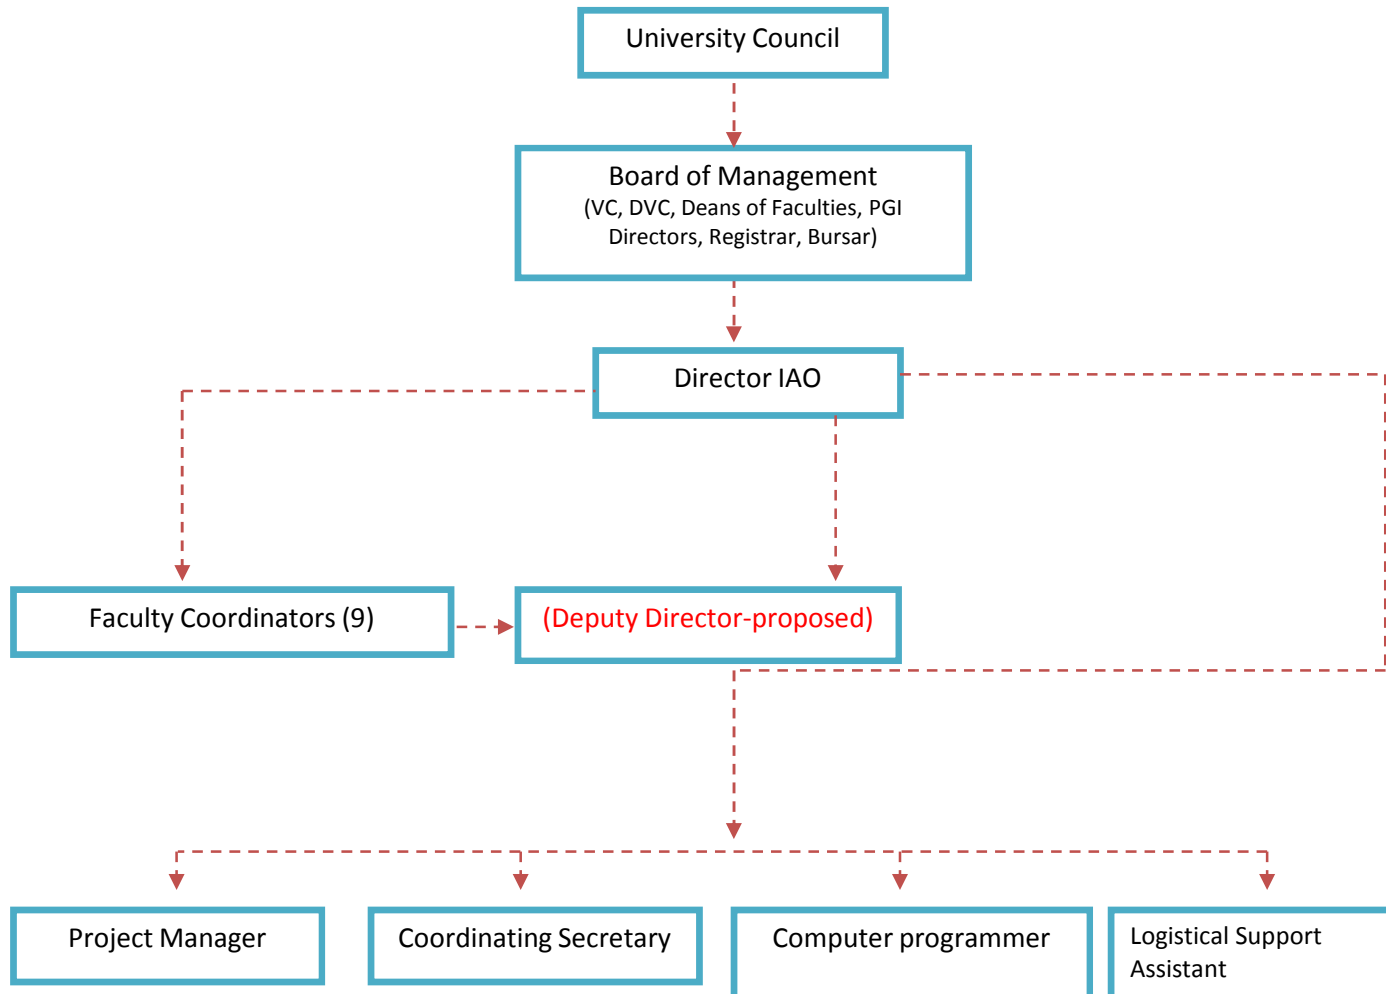 University Council
Board of Management
(VC, DVC, Deans of Faculties, PGI
Directors, Registrar, Bursar)
Director IAO
Faculty Coordinators (9)
(Deputy Director-proposed)
Project Manager
Coordinating Secretary
Computer programmer
Logistical Support
Assistant